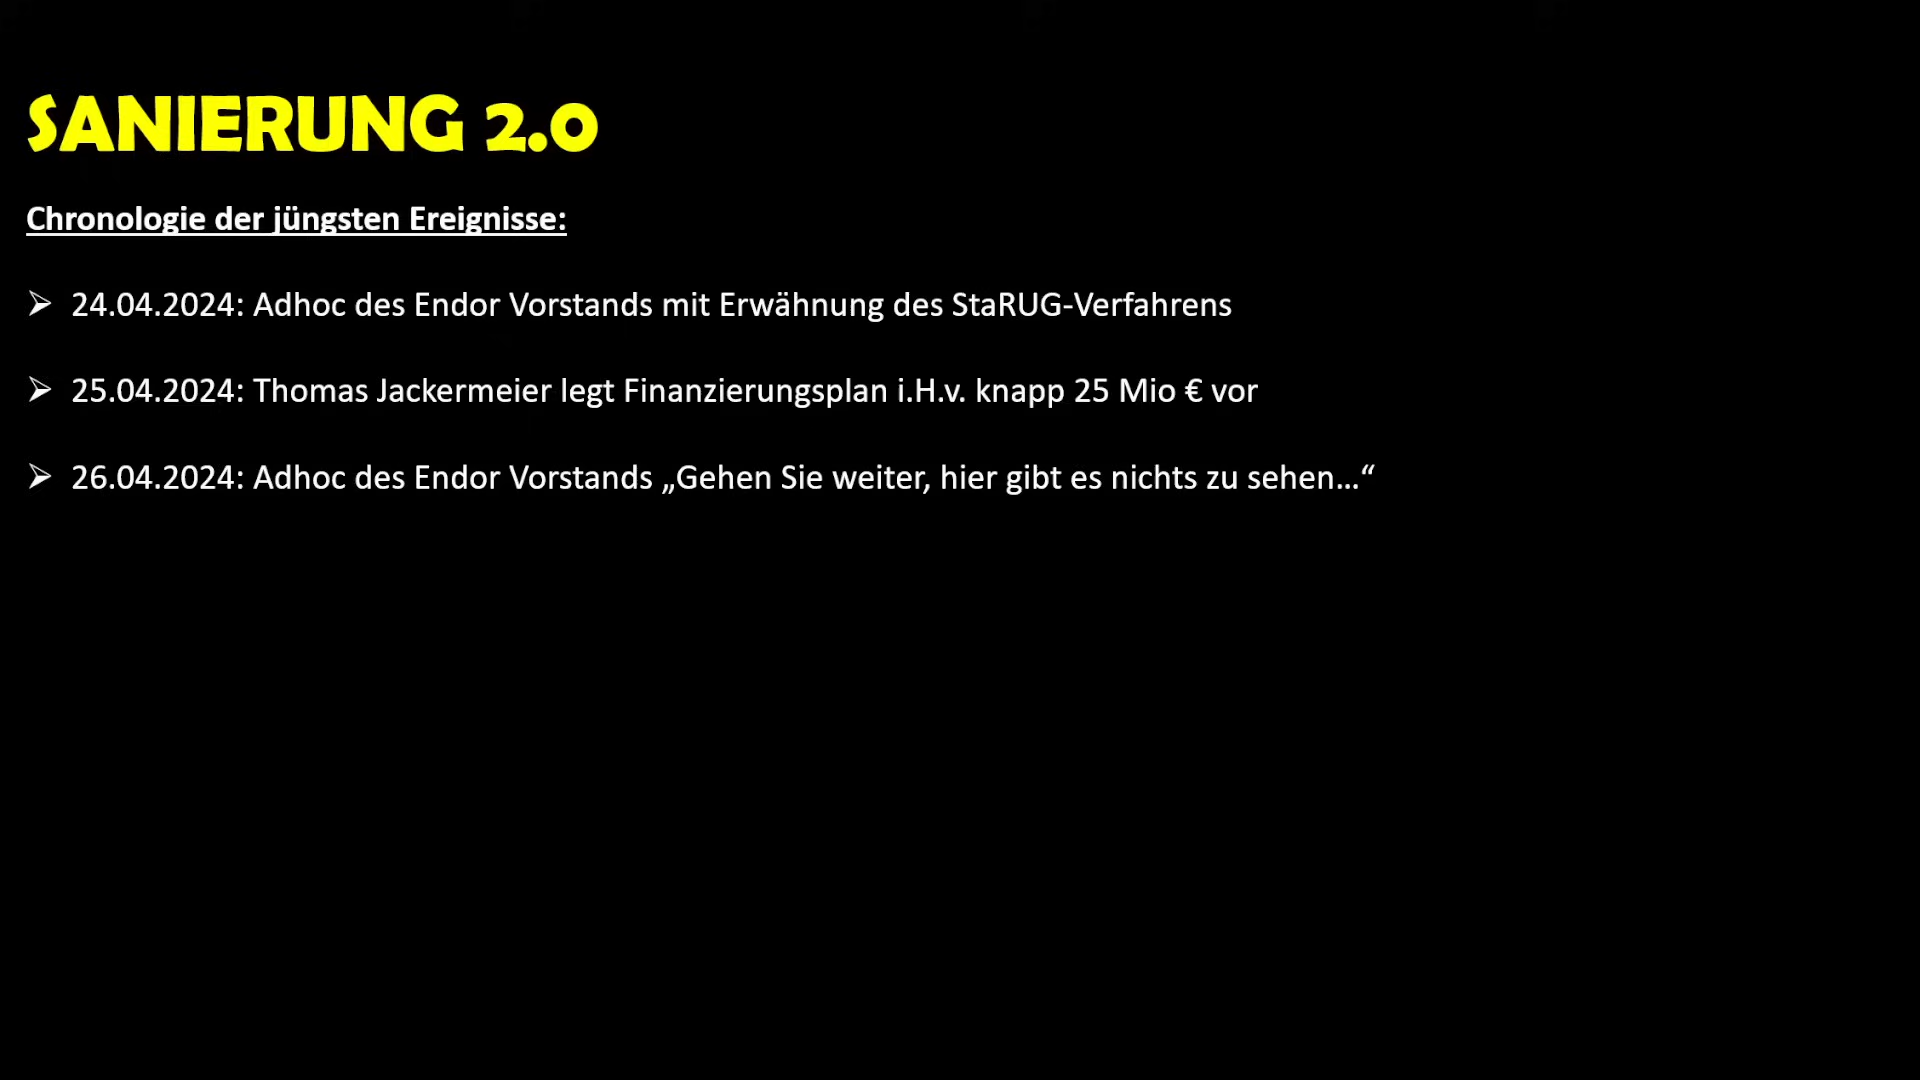 SANIERUNG 2.0
Chronologie der jüngsten Ereignisse:
➢ 24.04.2024: Adhoc des Endor Vorstands mit Erwähnung des StaRUG-Verfahrens
➢ 25.04.2024: Thomas Jackermeier legt Finanzierungsplan i.H.v. knapp 25 Mio € vor
➢ 26.04.2024: Adhoc des Endor Vorstands „Gehen Sie weiter, hier gibt es nichts zu sehen…“